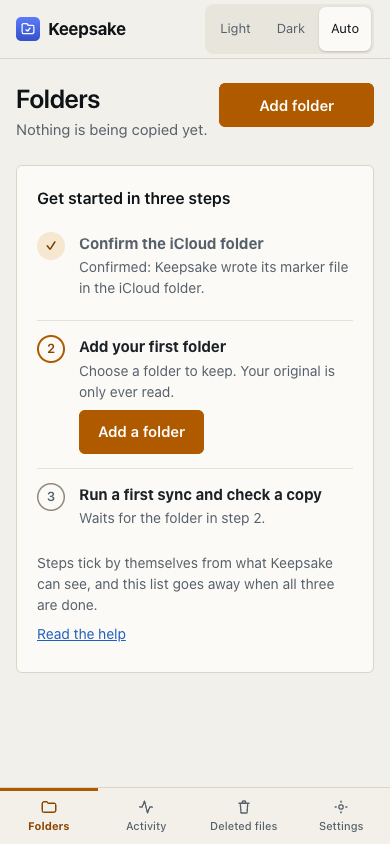 Keepsake
Light
Dark
Auto
Folders
Nothing is being copied yet.
Add folder
Get started in three steps
Confirm the iCloud folder
Confirmed: Keepsake wrote its marker file
in the iCloud folder.
2
Add your first folder
Choose a folder to keep. Your original is
only ever read.
Add a folder
3
Run a first sync and check a copy
Waits for the folder in step 2.
Steps tick by themselves from what Keepsake
can see, and this list goes away when all three
are done.
Read the help
Folders
Activity
Deleted files
Settings